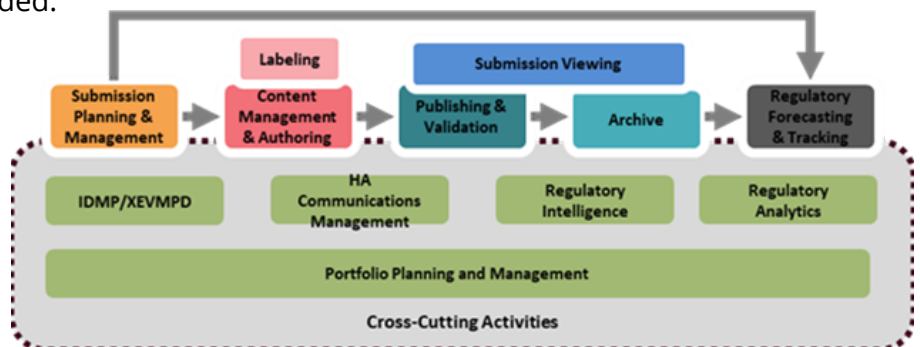 ded.
Labeling
Submission Viewing
Submission
Planning &
Management
Content
Management
& Authoring
Publishing &
Validation
Archive
Regulatory
Forecasting
& Tracking
IDMP/XEVMPD
HA
Communications
Management
Regulatory
Intelligence
Regulatory
Analytics
Portfolio Planning and Management
Cross-Cutting Activities